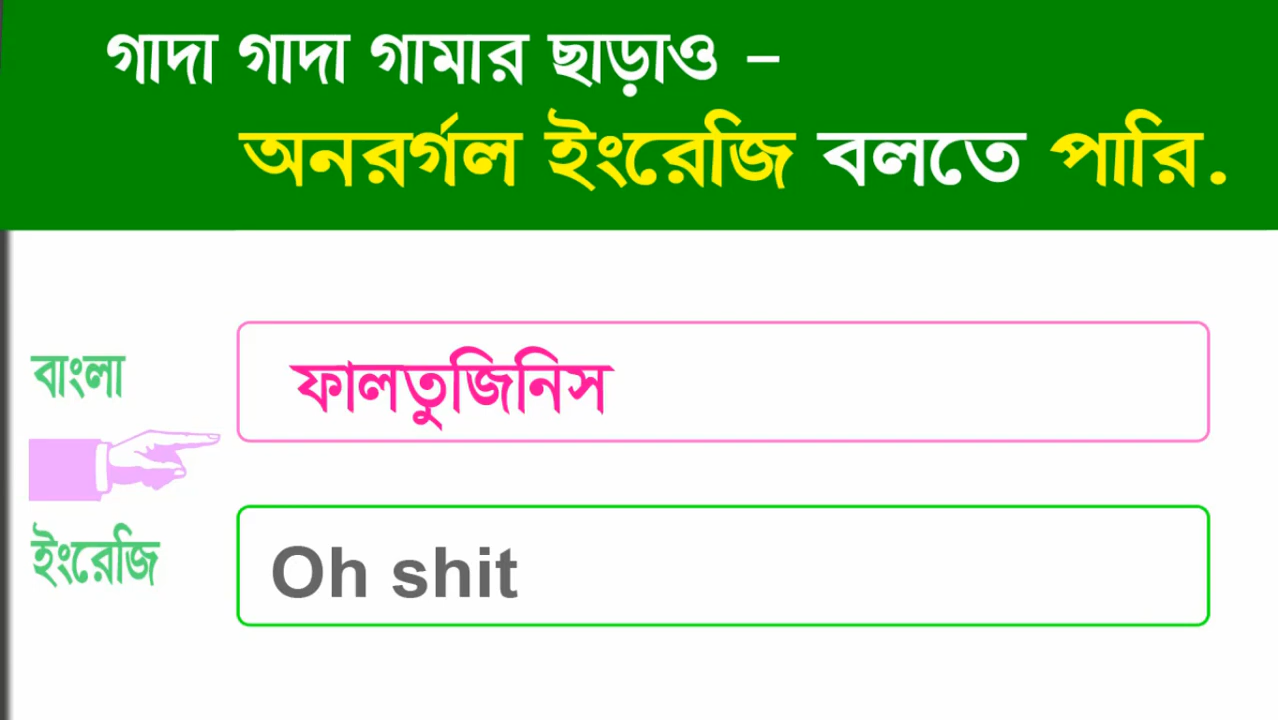 গাদা গাদা গামার ছাড়াও –
অনরর্গল ইংরেজি বলতে পারি.
বাংলা
ফালতুজিনিস
ইংরেজি
Oh shit